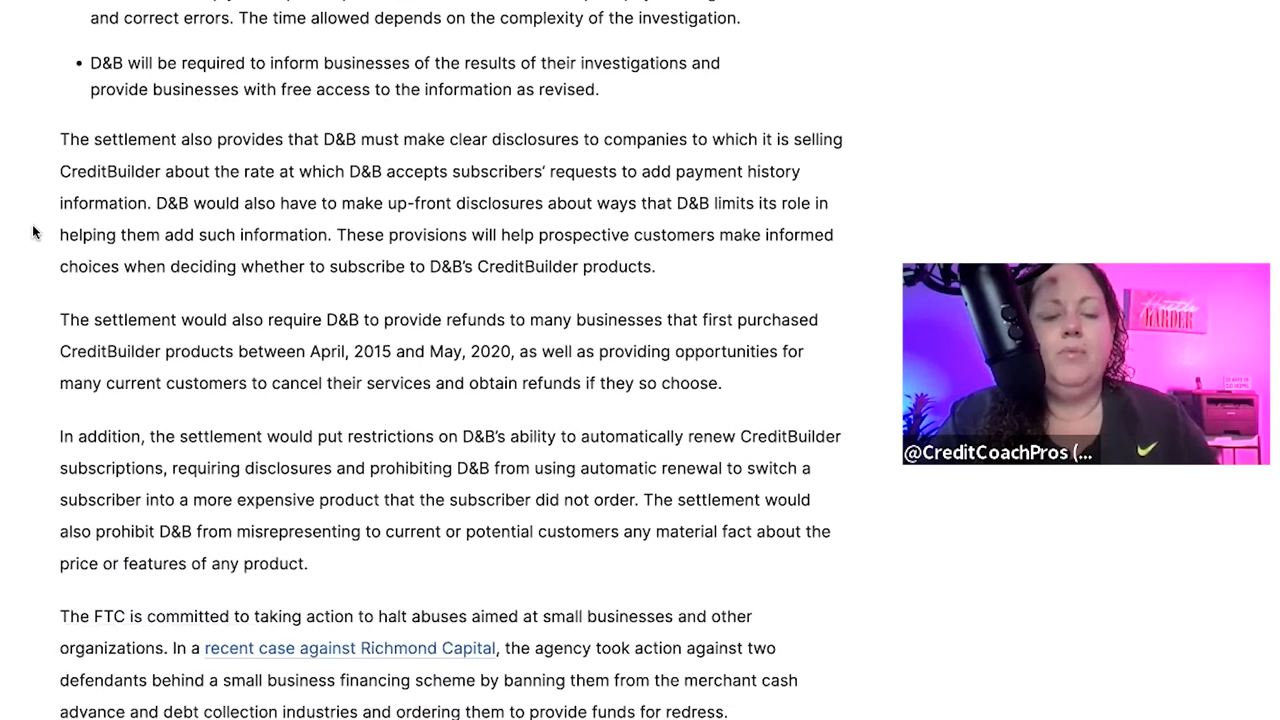 and correct errors. The time allowed depends on the complexity of the investigation.
• D&B will be required to inform businesses of the results of their investigations and
provide businesses with free access to the information as revised.
The settlement also provides that D&B must make clear disclosures to companies to which it is selling
CreditBuilder about the rate at which D&B accepts subscribers’ requests to add payment history
information. D&B would also have to make up-front disclosures about ways that D&B limits its role in
helping them add such information. These provisions will help prospective customers make informed
choices when deciding whether to subscribe to D&B’s CreditBuilder products.
The settlement would also require D&B to provide refunds to many businesses that first purchased
CreditBuilder products between April, 2015 and May, 2020, as well as providing opportunities for
many current customers to cancel their services and obtain refunds if they so choose.
In addition, the settlement would put restrictions on D&B’s ability to automatically renew CreditBuilder
subscriptions, requiring disclosures and prohibiting D&B from using automatic renewal to switch a
subscriber into a more expensive product that the subscriber did not order. The settlement would
also prohibit D&B from misrepresenting to current or potential customers any material fact about the
price or features of any product.
The FTC is committed to taking action to halt abuses aimed at small businesses and other
organizations. In a recent case against Richmond Capital, the agency took action against two
defendants behind a small business financing scheme by banning them from the merchant cash
advance and debt collection industries and ordering them to provide funds for redress.
Hustle
HARDER
@CreditCoachPros (...